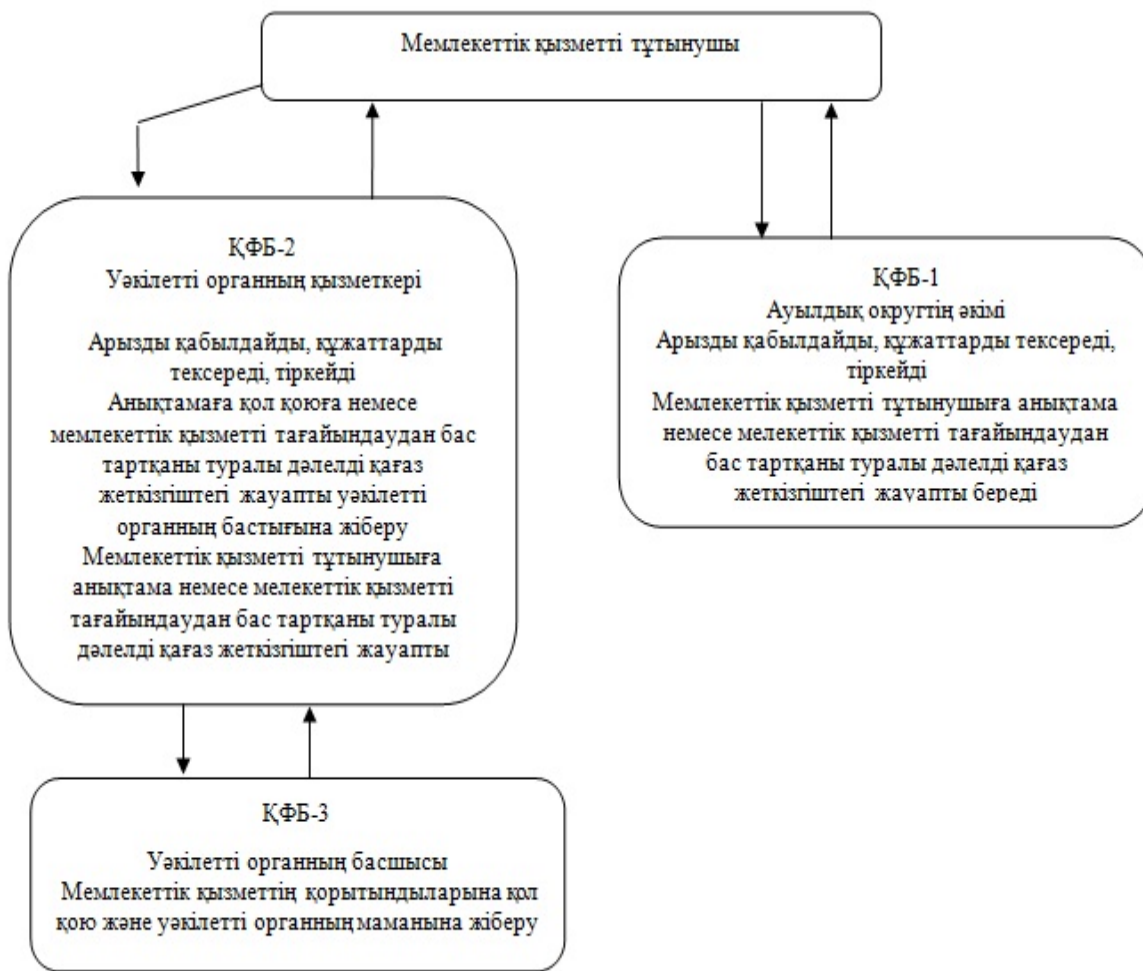 Мемлекеттік қызметті тұтынушы
ҚФБ-2
Уәкілетті органның қызметкері
Арызды қабылдайды, құжаттарды
тексереді, тіркейді
Анықтамаға қол қоюға немесе
мемлекеттік қызметті тағайындаудан бас
тартқаны туралы дәлелді қағаз
жеткізгіштегі жауапты уәкілетті
органның бастығына жіберу
Мемлекеттік қызметті тұтынушыға
анықтама немесе мелекеттік қызметті
тағайындаудан бас тартқаны туралы
дәлелді қағаз жеткізгіштегі жауапты
ҚФБ-1
Ауылдық округтің әкімі
Арызды қабылдайды, құжаттарды тексереді,
тіркейді
Мемлекеттік қызметті тұтынушыға анықтама
немесе мелекеттік қызметті тағайындаудан
бас тартқаны туралы дәлелді қағаз
жеткізгіштегі жауапты береді
ҚФБ-3
Уәкілетті органның басшысы
Мемлекеттік қызметтің қорытындыларына қол
қою және уәкілетті органның маманына жіберу